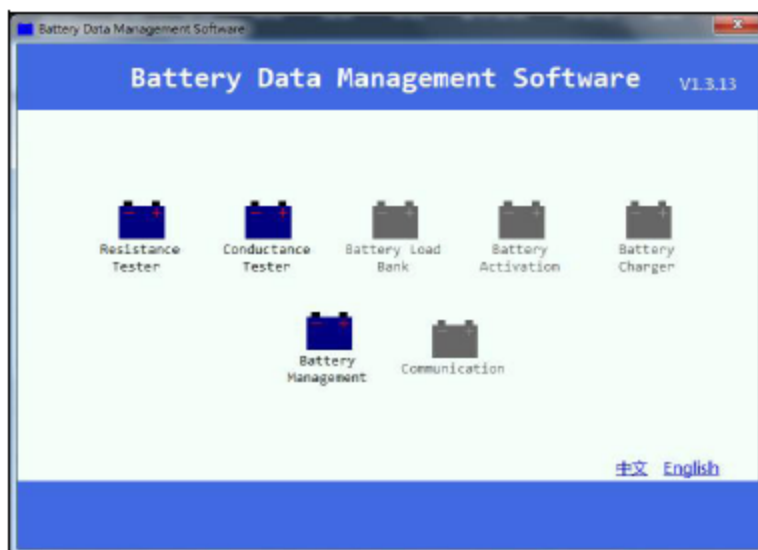 Battery Data Management Software
Battery Data Management Software V1.3.13
Resistance Tester
Conductance Tester
Battery Load Bank
Battery Activation
Battery Charger
Battery Management
Communication
中文 English